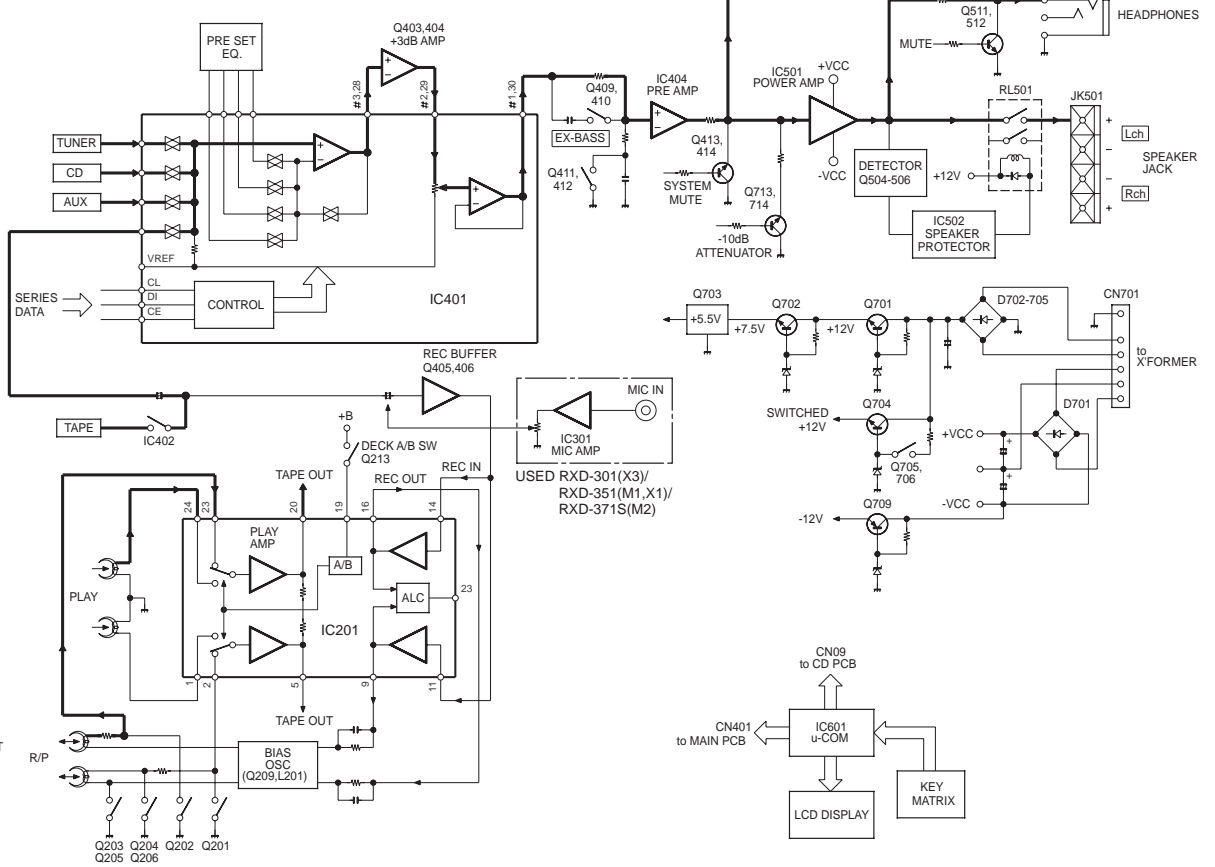 PRE SET
EQ.
Q403,404
+3dB AMP
#3,28
#2,29
#1,30
TUNER
CD
AUX
VREF
CL
DI
CE
SERIES
DATA
CONTROL
IC401
Q409,
410
EX-BASS
Q411,
412
IC404
PRE AMP
Q413,
414
SYSTEM
MUTE
Q713,
714
-10dB
ATTENUATOR
IC501
POWER AMP
+VCC
-VCC
MUTE
Q511,
512
HEADPHONES
RL501
JK501
+
Lch
-
SPEAKER
JACK
-
Rch
+
+12V
DETECTOR
Q504-506
IC502
SPEAKER
PROTECTOR
REC BUFFER
Q405,406
TAPE
IC402
MIC IN
IC301
MIC AMP
USED RXD-301(X3)/
RXD-351(M1,X1)/
RXD-371S(M2)
+B
DECK A/B SW
Q213
TAPE OUT
REC OUT
REC IN
24
23
20
19
16
14
PLAY
AMP
A/B
ALC
23
IC201
PLAY
1
2
5
9
11
TAPE OUT
R/P
BIAS
OSC
(Q209,L201)
Q203
Q205
Q204
Q206
Q202
Q201
Q703
+5.5V
+7.5V
Q702
+12V
Q701
D702-705
CN701
to
X'FORMER
SWITCHED
+12V
Q704
Q705,
706
D701
+VCC
+
+
-VCC
-12V
Q709
CN09
to CD PCB
CN401
to MAIN PCB
IC601
u-COM
KEY
MATRIX
LCD DISPLAY